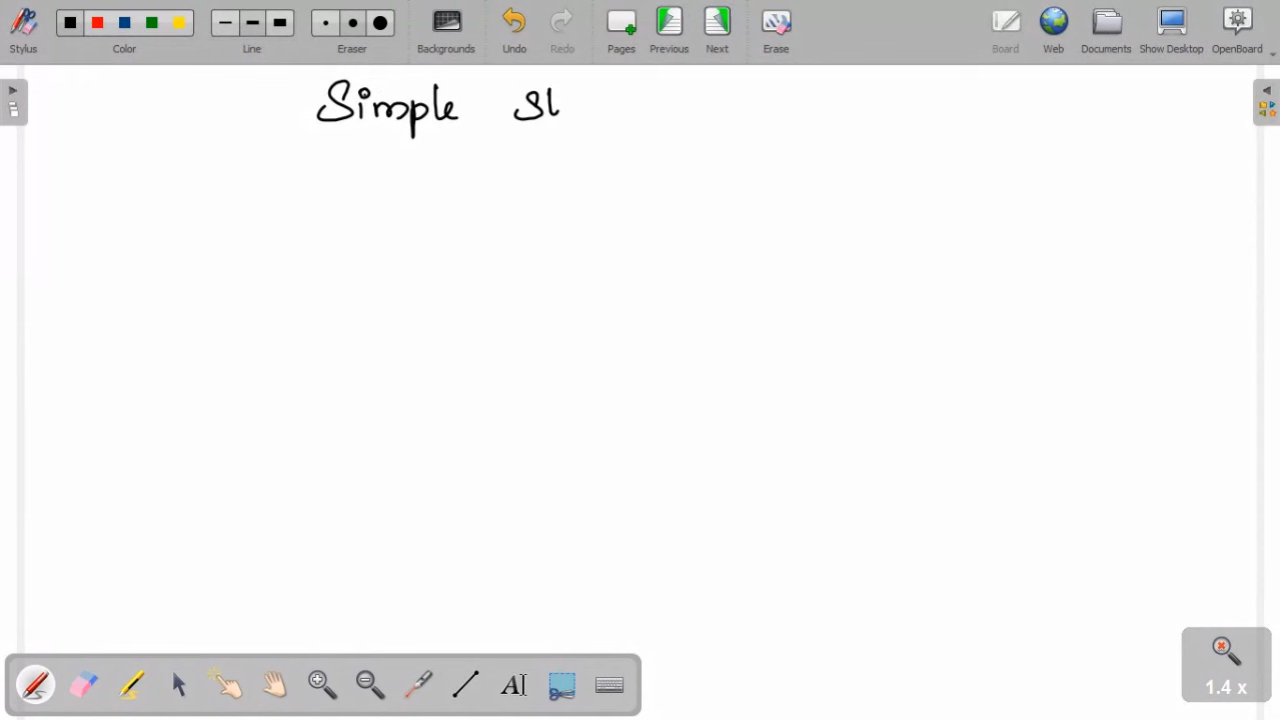 Stylus Color Line Eraser Backgrounds Undo Redo Pages Previous Next Erase Board Web Documents Show Desktop OpenBoard
Simple
1.4 x